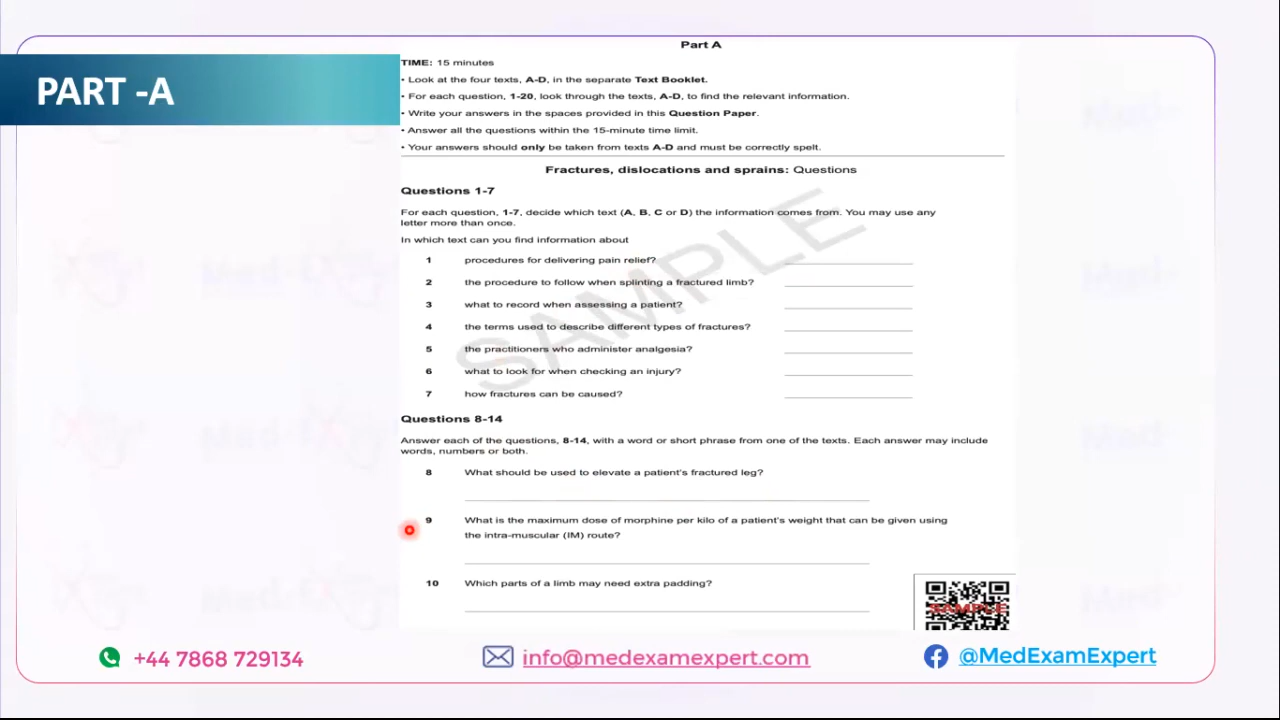 PART -A
Part A
TIME: 15 minutes
• Look at the four texts, A-D, in the separate Text Booklet.
• For each question, 1-20, look through the texts, A-D, to find the relevant information.
• Write your answers in the spaces provided in this Question Paper.
• Answer all the questions within the 15-minute time limit.
• Your answers should only be taken from texts A-D and must be correctly spelt.
Fractures, dislocations and sprains: Questions
Questions 1-7
For each question, 1-7, decide which text (A, B, C or D) the information comes from. You may use any
letter more than once.
In which text can you find information about
1 procedures for delivering pain relief?
2 the procedure to follow when splinting a fractured limb?
3 what to record when assessing a patient?
4 the terms used to describe different types of fractures?
5 the practitioners who administer analgesia?
6 what to look for when checking an injury?
7 how fractures can be caused?
SAMPLE
Questions 8-14
Answer each of the questions, 8-14, with a word or short phrase from one of the texts. Each answer may include
words, numbers or both.
8 What should be used to elevate a patient's fractured leg?
9 What is the maximum dose of morphine per kilo of a patient's weight that can be given using
the intra-muscular (IM) route?
10 Which parts of a limb may need extra padding?
SAMPLE
+44 7868 729134
info@medexamexpert.com
@MedExamExpert